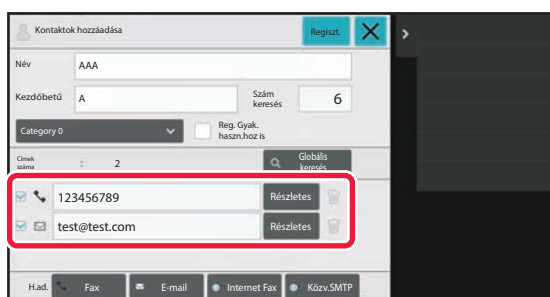 Kontaktok hozzáadása Regiszt.
Név AAA
Kezdőbetű A Szám keresés 6
Category 0 Reg. Gyak. haszn.hoz is
Címek száma : 2 Globális keresés
123456789 Részletes
test@test.com Részletes
H.ad. Fax E-mail Internet Fax Közv.SMTP